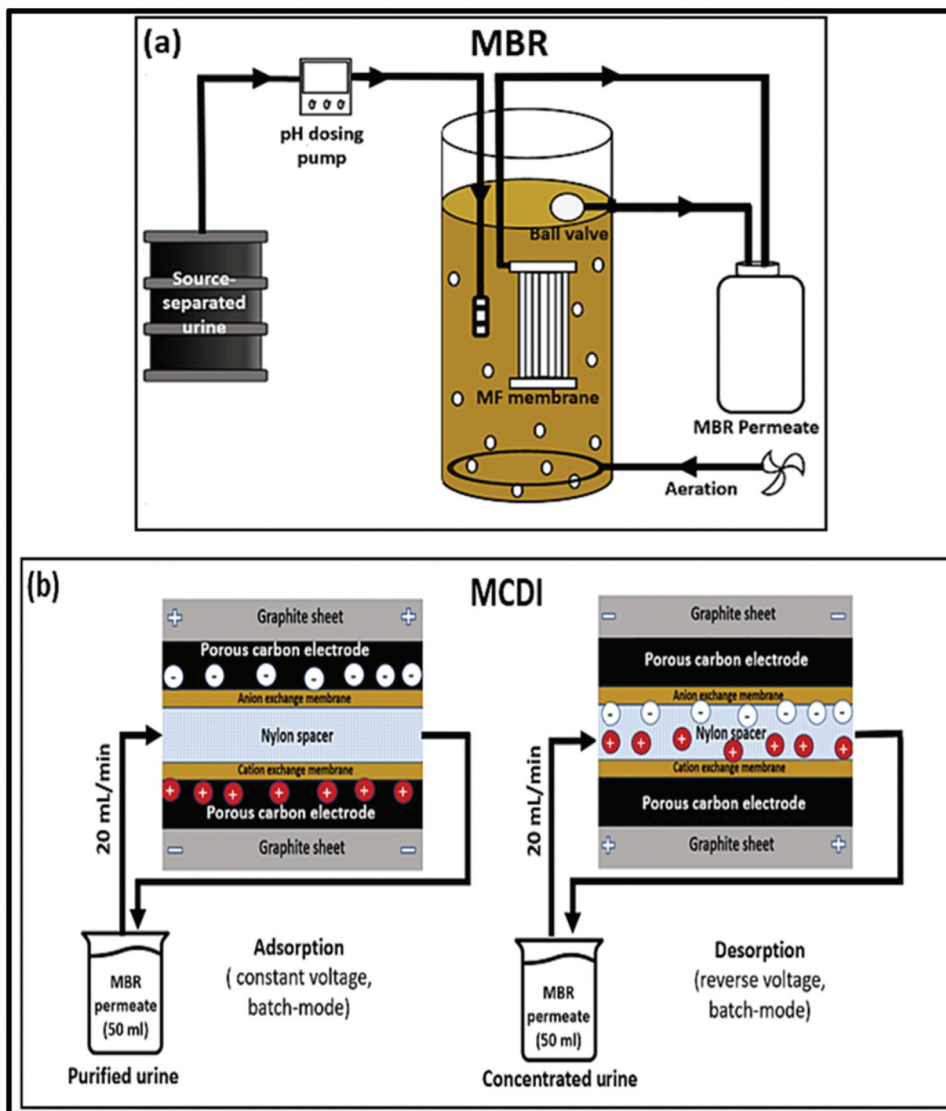 (a)
MBR
pH dosing
pump
Source-
separated
urine
Ball valve
MF membrane
MBR Permeate
Aeration
(b)
MCDI
+ Graphite sheet +
Porous carbon electrode
- - - - - - -
Anion exchange membrane
Nylon spacer
Cation exchange membrane
+ + + + + + +
Porous carbon electrode
- Graphite sheet -
20 mL/min
MBR
permeate
(50 ml)
Purified urine
Adsorption
( constant voltage,
batch-mode)
- Graphite sheet -
Porous carbon electrode
Anion exchange membrane
- - - - - - -
Nylon spacer
+ + + + + + +
Cation exchange membrane
Porous carbon electrode
+ Graphite sheet +
20 mL/min
MBR
permeate
(50 ml)
Concentrated urine
Desorption
(reverse voltage,
batch-mode)